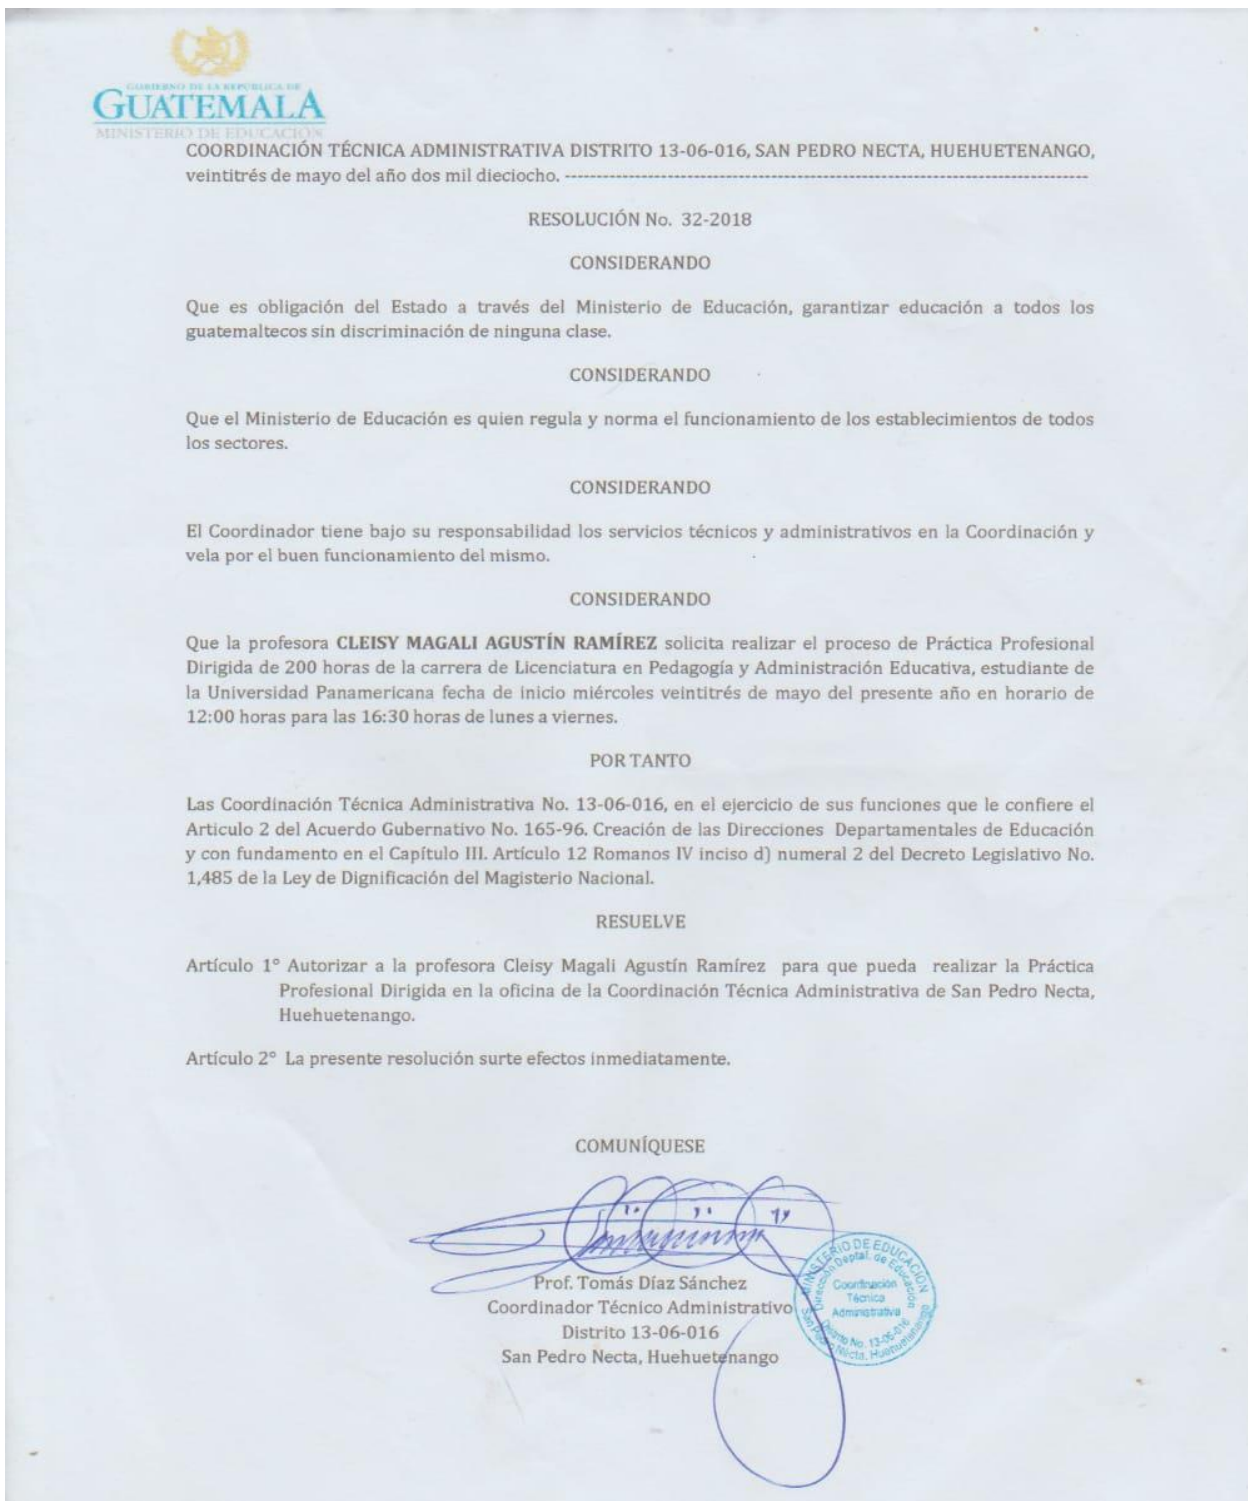 GOBIERNO DE LA REPÚBLICA DE
GUATEMALA
MINISTERIO DE EDUCACIÓN
COORDINACIÓN TÉCNICA ADMINISTRATIVA DISTRITO 13-06-016, SAN PEDRO NECTA, HUEHUETENANGO,
veintitrés de mayo del año dos mil dieciocho. ------------------------------------------------------------------------------------
RESOLUCIÓN No. 32-2018
CONSIDERANDO
Que es obligación del Estado a través del Ministerio de Educación, garantizar educación a todos los
guatemaltecos sin discriminación de ninguna clase.
CONSIDERANDO
Que el Ministerio de Educación es quien regula y norma el funcionamiento de los establecimientos de todos
los sectores.
CONSIDERANDO
El Coordinador tiene bajo su responsabilidad los servicios técnicos y administrativos en la Coordinación y
vela por el buen funcionamiento del mismo.
CONSIDERANDO
Que la profesora CLEISY MAGALI AGUSTÍN RAMÍREZ solicita realizar el proceso de Práctica Profesional
Dirigida de 200 horas de la carrera de Licenciatura en Pedagogía y Administración Educativa, estudiante de
la Universidad Panamericana fecha de inicio miércoles veintitrés de mayo del presente año en horario de
12:00 horas para las 16:30 horas de lunes a viernes.
POR TANTO
Las Coordinación Técnica Administrativa No. 13-06-016, en el ejercicio de sus funciones que le confiere el
Articulo 2 del Acuerdo Gubernativo No. 165-96. Creación de las Direcciones Departamentales de Educación
y con fundamento en el Capítulo III. Artículo 12 Romanos IV inciso d) numeral 2 del Decreto Legislativo No.
1,485 de la Ley de Dignificación del Magisterio Nacional.
RESUELVE
Artículo 1° Autorizar a la profesora Cleisy Magali Agustín Ramírez para que pueda realizar la Práctica
Profesional Dirigida en la oficina de la Coordinación Técnica Administrativa de San Pedro Necta,
Huehuetenango.
Artículo 2° La presente resolución surte efectos inmediatamente.
COMUNÍQUESE
Prof. Tomás Díaz Sánchez
Coordinador Técnico Administrativo
Distrito 13-06-016
San Pedro Necta, Huehuetenango
MINISTERIO DE EDUCACIÓN
Dirección Deptal. de Educación
Coordinación
Técnica
Administrativa
Distrito No. 13-06-016
San Pedro Necta, Huehuetenango